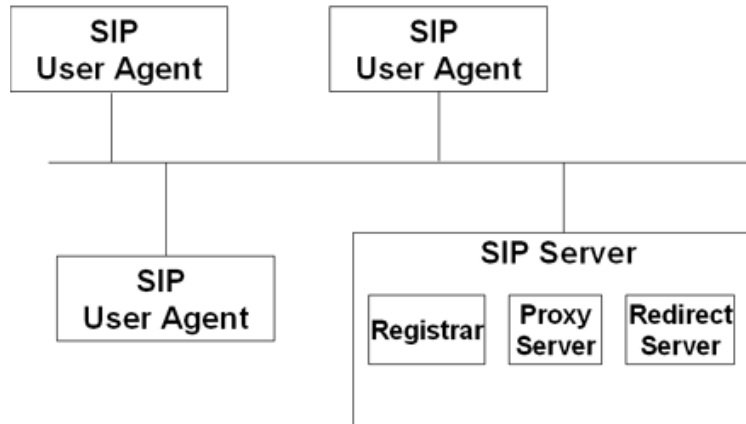 SIP
User Agent
SIP
User Agent
SIP
User Agent
SIP Server
Registrar
Proxy
Server
Redirect
Server